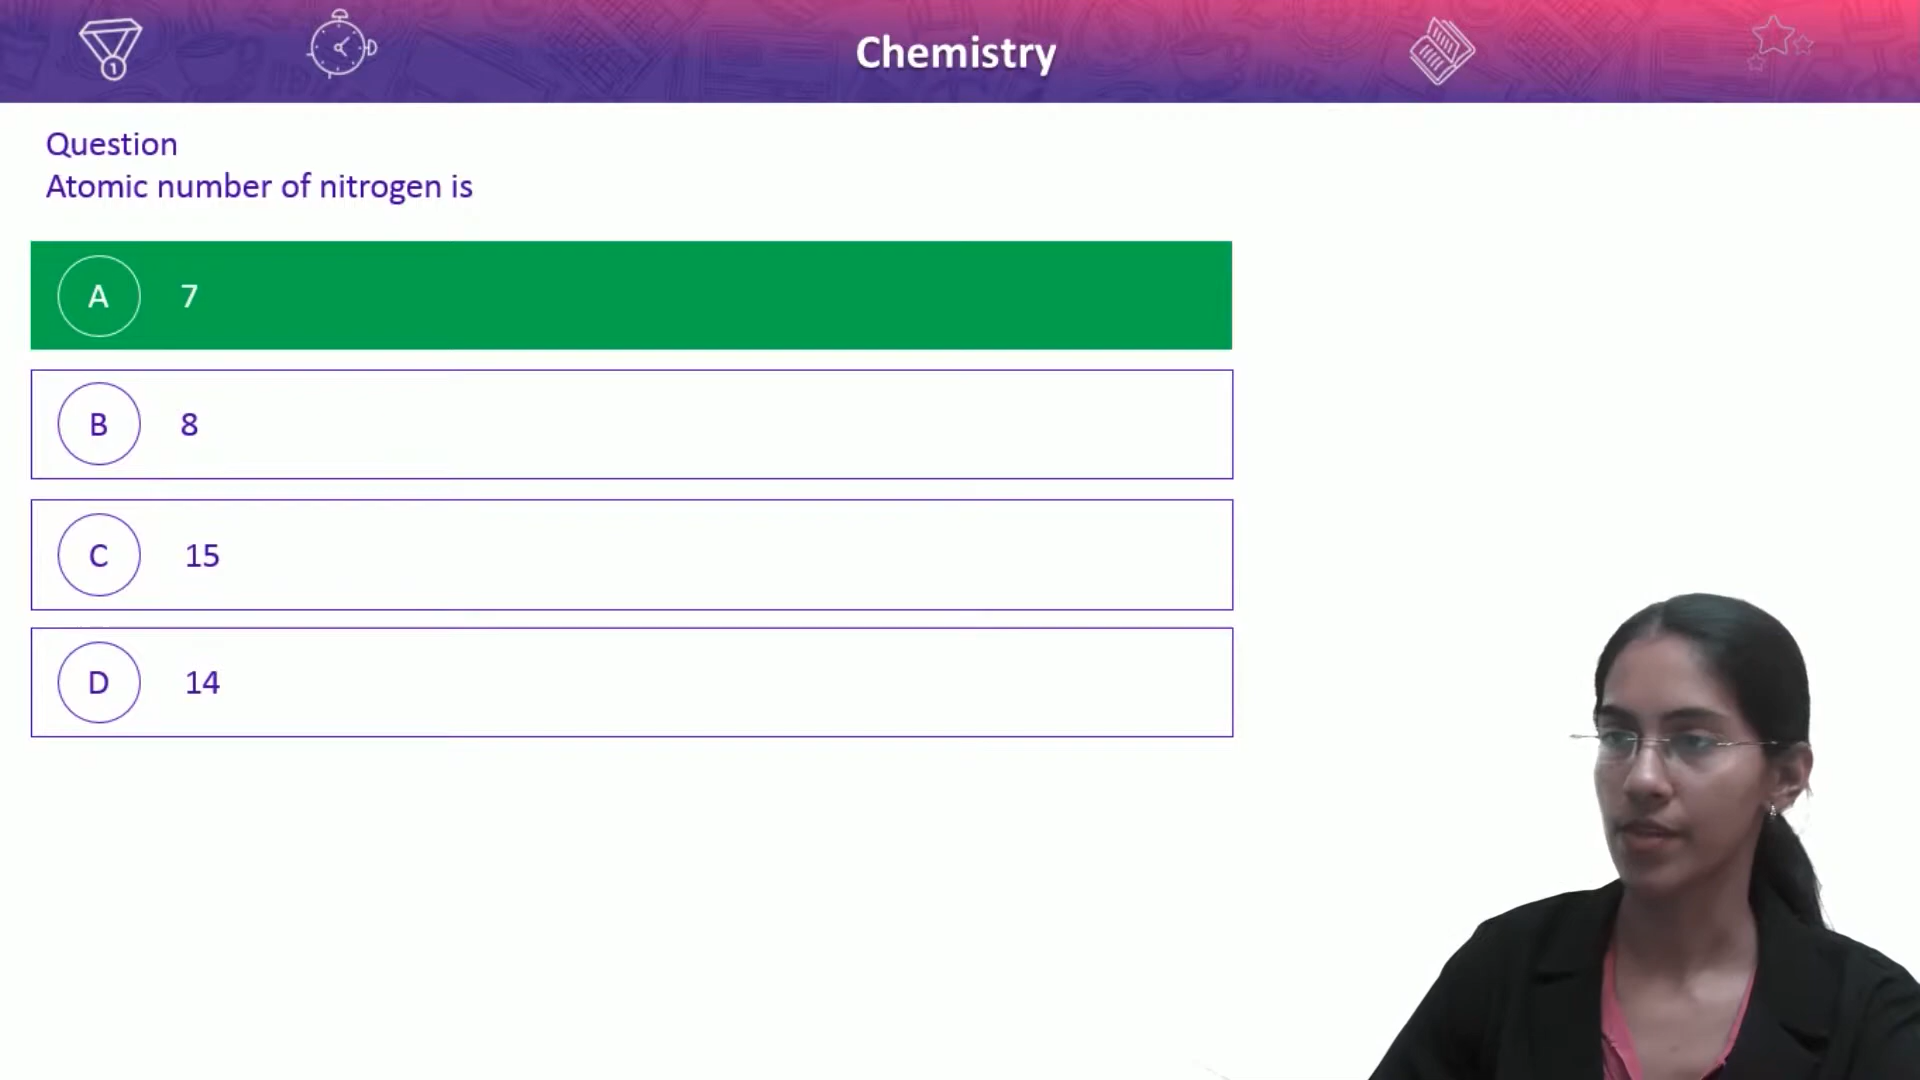 Chemistry
Question
Atomic number of nitrogen is
A 7
B 8
C 15
D 14